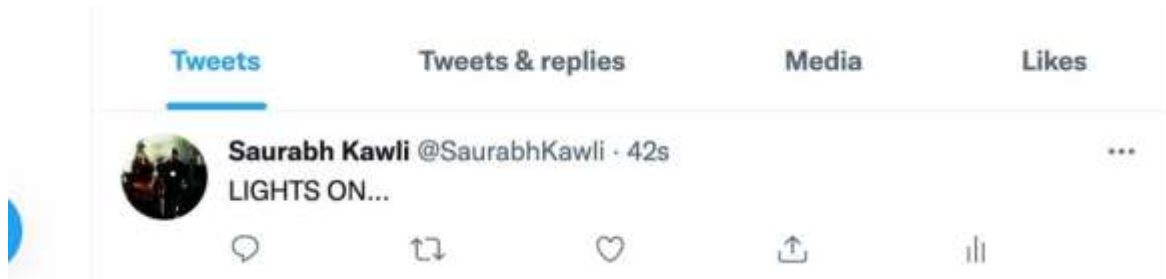 Tweets Tweets & replies Media Likes
Saurabh Kawli @SaurabhKawli · 42s
LIGHTS ON...